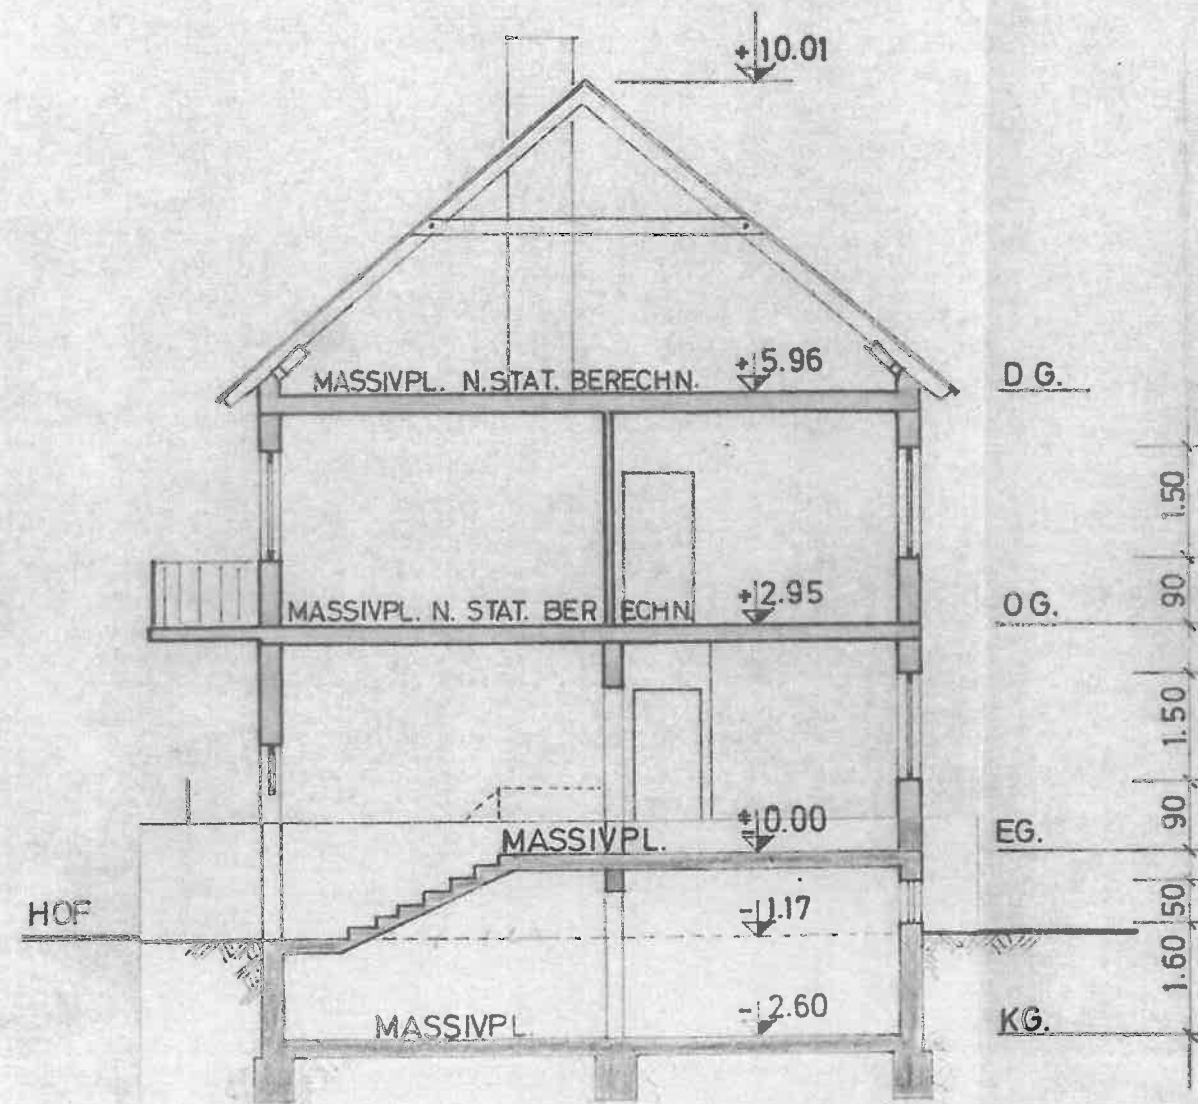 +10.01
+5.96
MASSIVPL. N.STAT. BERECHN.
D G.
1.50
90
+2.95
MASSIVPL. N. STAT. BERECHN.
O G.
1.50
90
±0.00
MASSIVPL.
EG.
50
-1.17
HOF
1.60
-2.60
MASSIVPL.
KG.